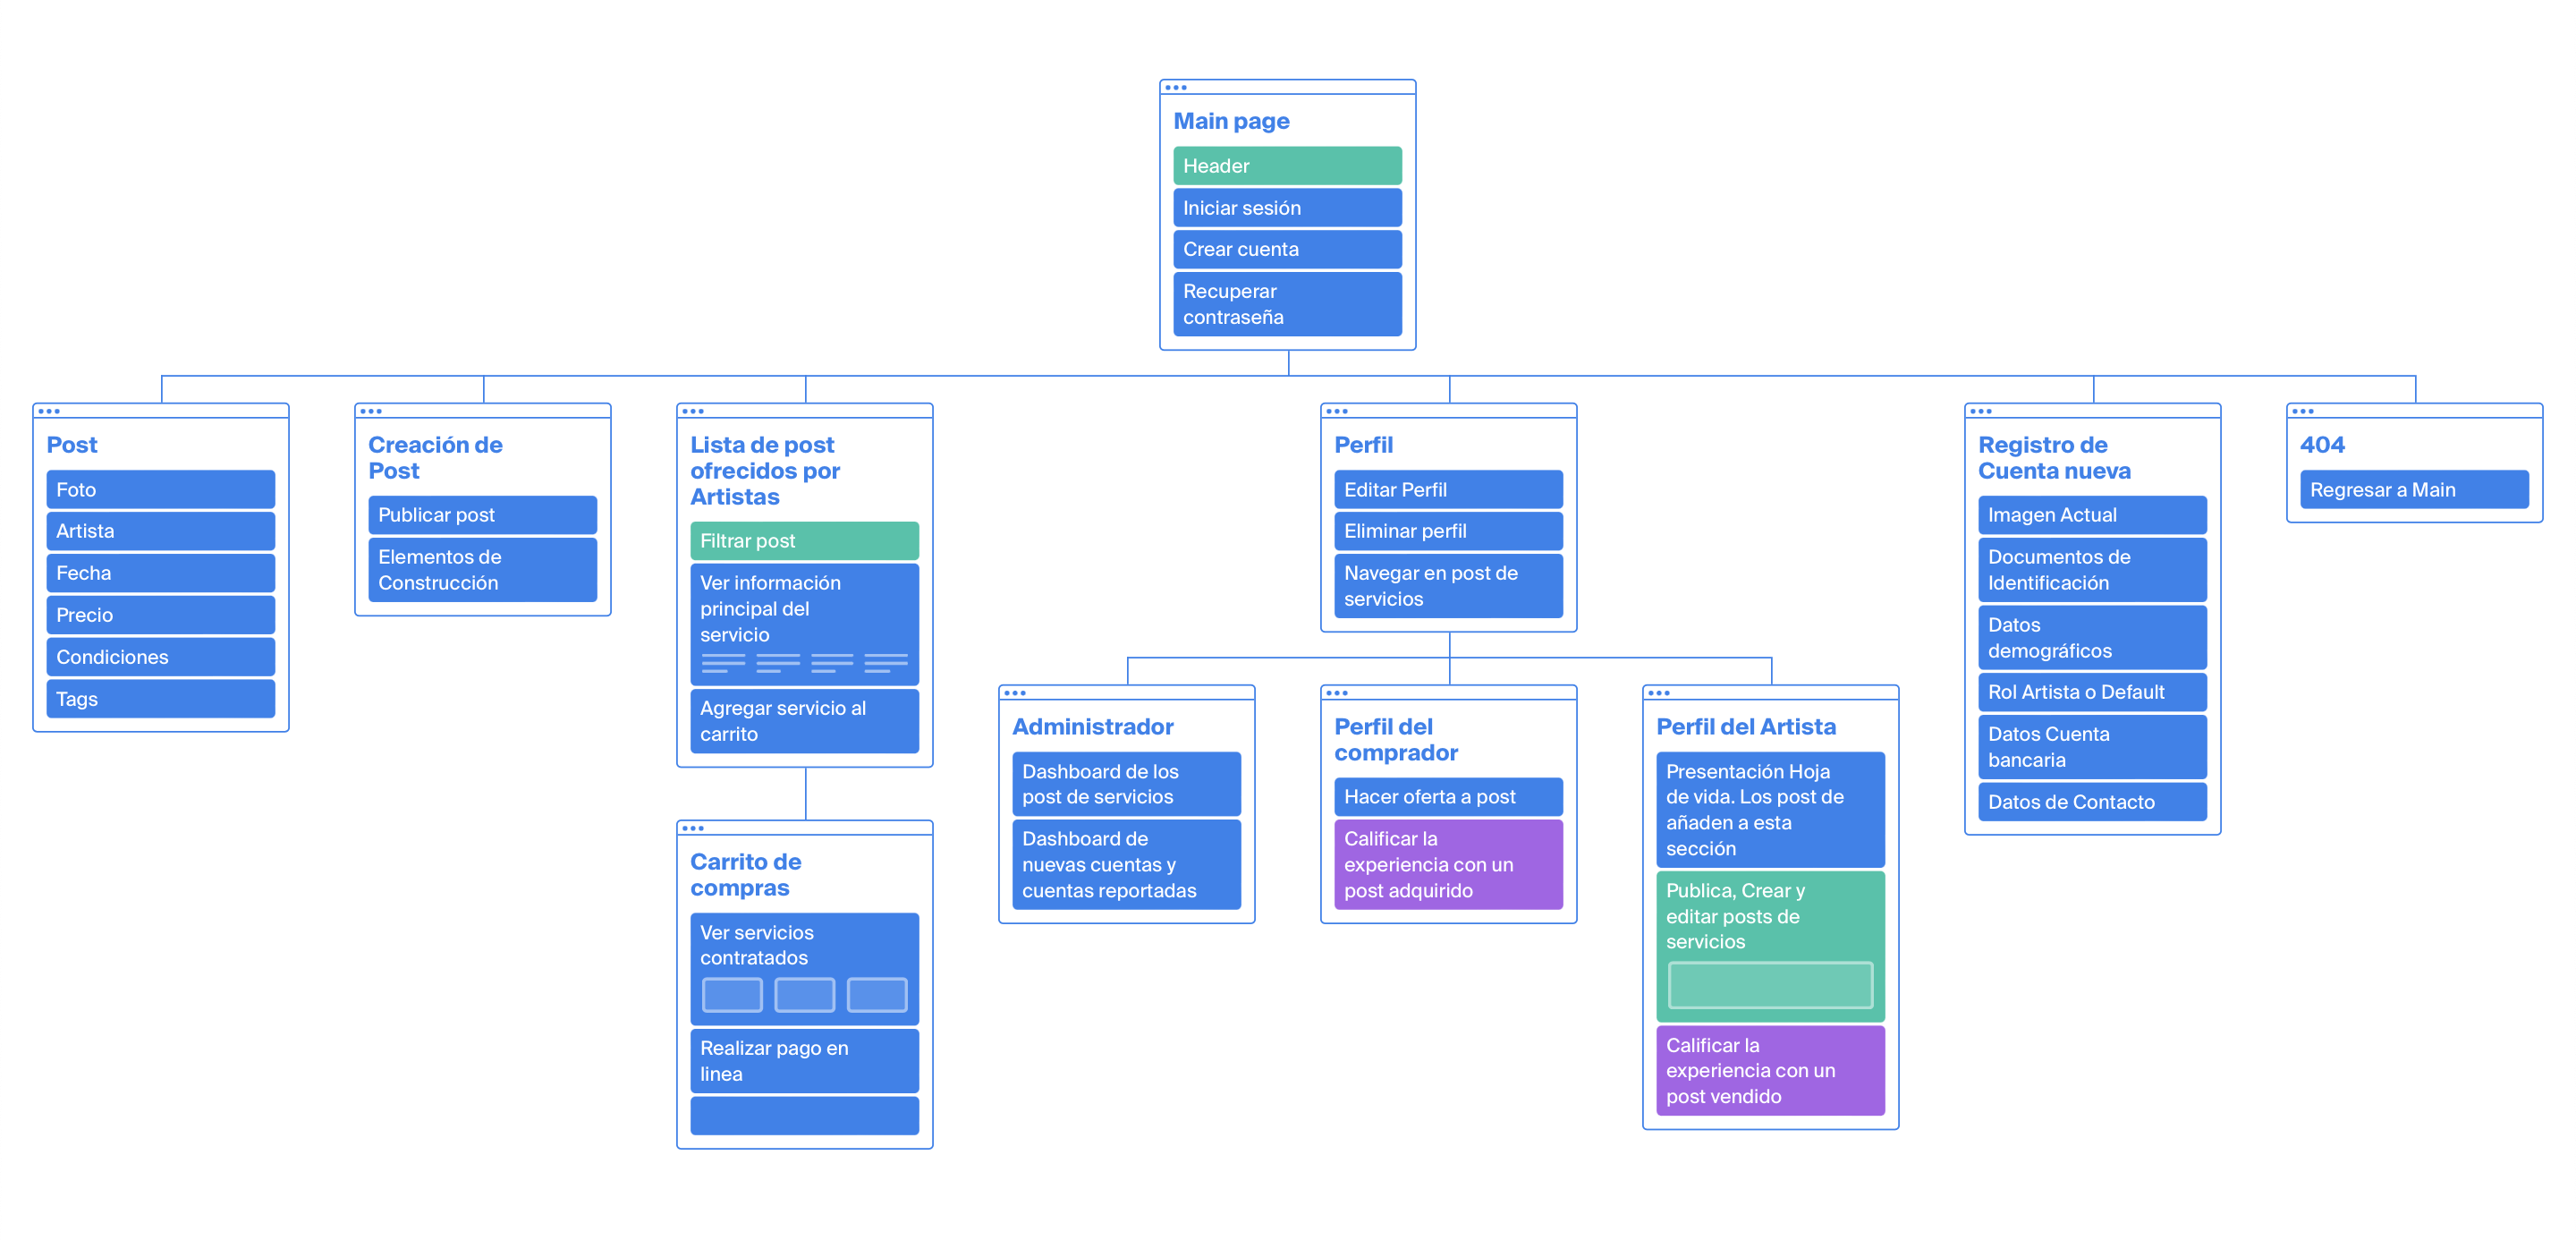 Main page
Header
Iniciar sesión
Crear cuenta
Recuperar
contraseña
Post
Foto
Artista
Fecha
Precio
Condiciones
Tags
Creación de
Post
Publicar post
Elementos de
Construcción
Lista de post
ofrecidos por
Artistas
Filtrar post
Ver información
principal del
servicio
Agregar servicio al
carrito
Carrito de
compras
Ver servicios
contratados
Realizar pago en
linea
Perfil
Editar Perfil
Eliminar perfil
Navegar en post de
servicios
Administrador
Dashboard de los
post de servicios
Dashboard de
nuevas cuentas y
cuentas reportadas
Perfil del
comprador
Hacer oferta a post
Calificar la
experiencia con un
post adquirido
Perfil del Artista
Presentación Hoja
de vida. Los post de
añaden a esta
sección
Publica, Crear y
editar posts de
servicios
Calificar la
experiencia con un
post vendido
Registro de
Cuenta nueva
Imagen Actual
Documentos de
Identificación
Datos
demográficos
Rol Artista o Default
Datos Cuenta
bancaria
Datos de Contacto
404
Regresar a Main